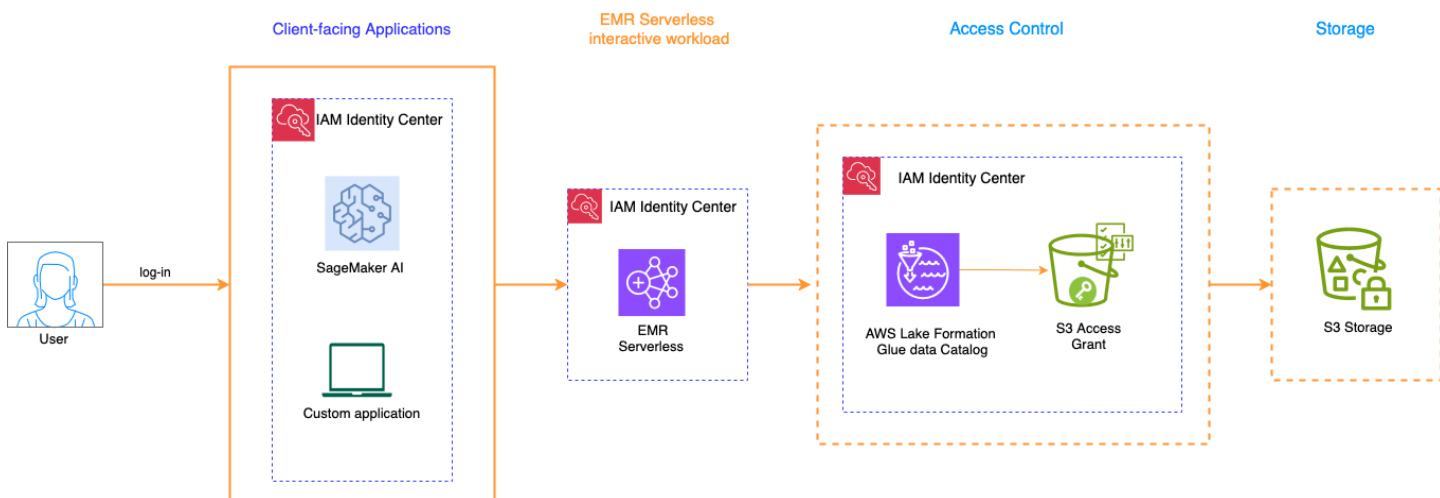 Client-facing Applications
EMR Serverless
interactive workload
Access Control
Storage
log-in
User
IAM Identity Center
SageMaker AI
Custom application
IAM Identity Center
EMR
Serverless
IAM Identity Center
AWS Lake Formation
Glue data Catalog
S3 Access
Grant
S3 Storage